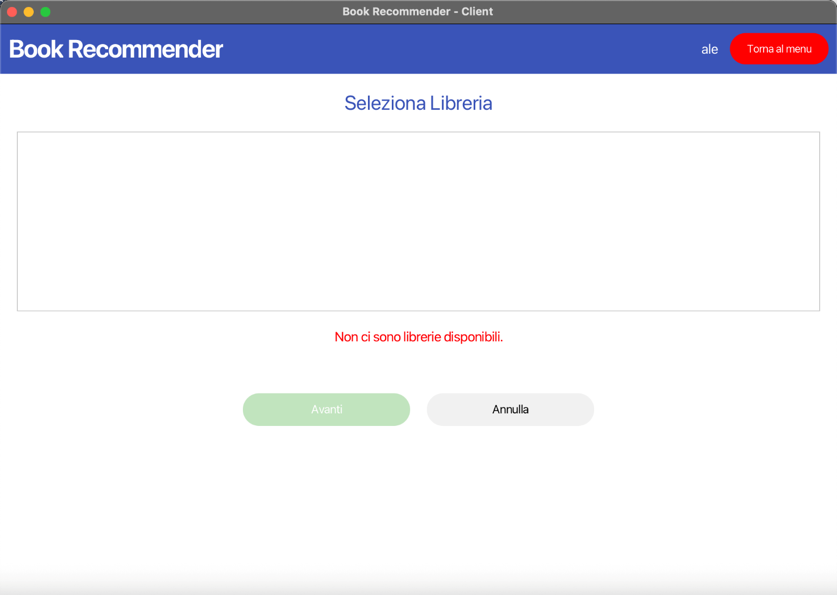 Book Recommender - Client
Book Recommender
ale
Torna al menu
Seleziona Libreria
Non ci sono librerie disponibili.
Avanti
Annulla